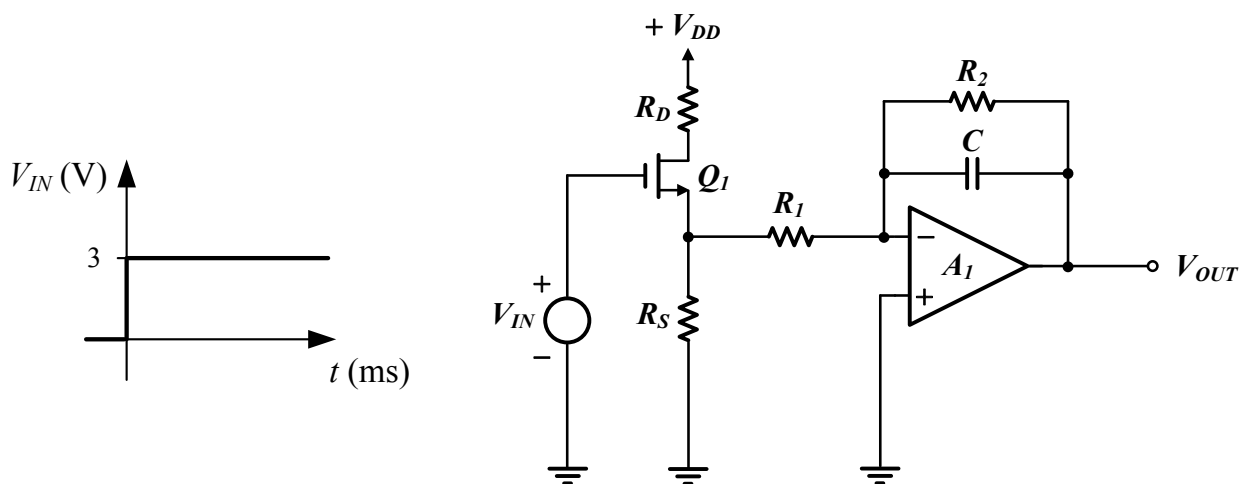 V_IN (V)
3
t (ms)
+ V_DD
R_D
Q_1
V_IN
+
−
R_S
R_1
R_2
C
−
+
A_1
V_OUT